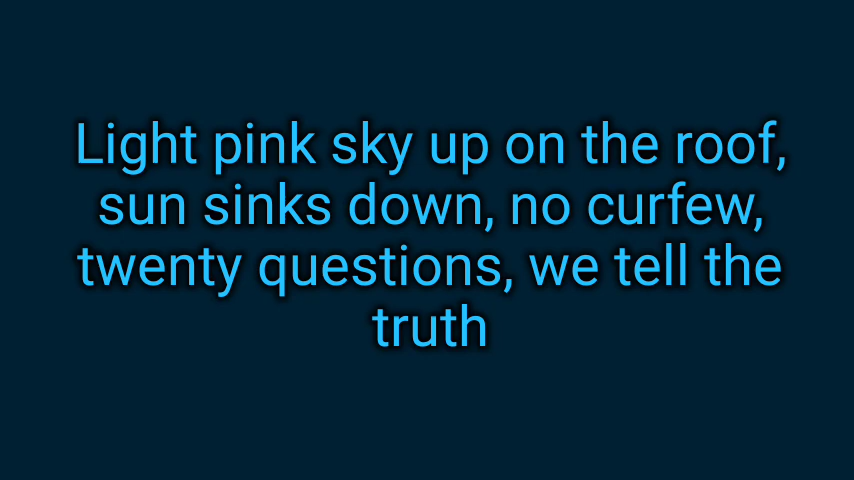 Light pink sky up on the roof,
sun sinks down, no curfew,
twenty questions, we tell the
truth